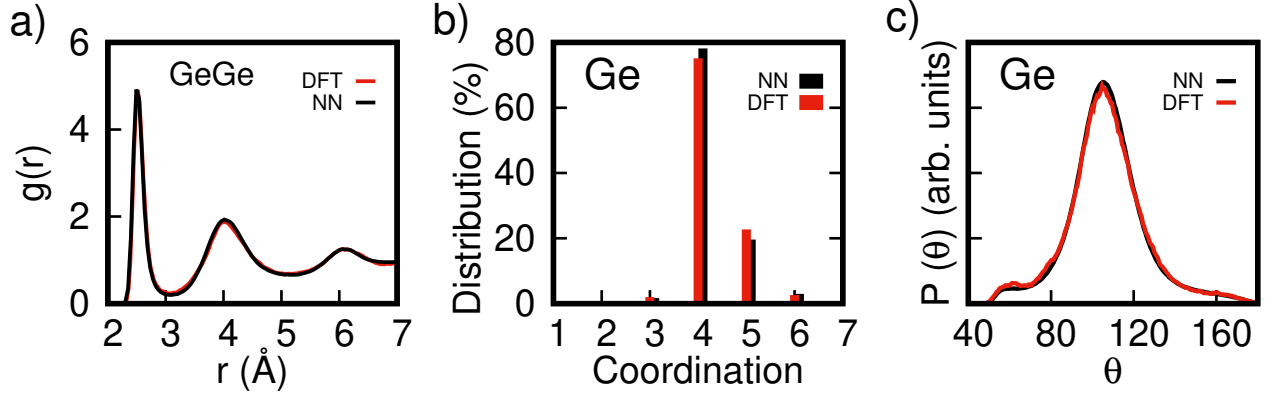 a)
6
4
2
0
g(r)
GeGe
DFT
NN
2 3 4 5 6 7
r (Å)
b)
80
60
40
20
0
Distribution (%)
Ge
NN
DFT
1 2 3 4 5 6 7
Coordination
c)
P (θ) (arb. units)
Ge
NN
DFT
40 80 120 160
θ